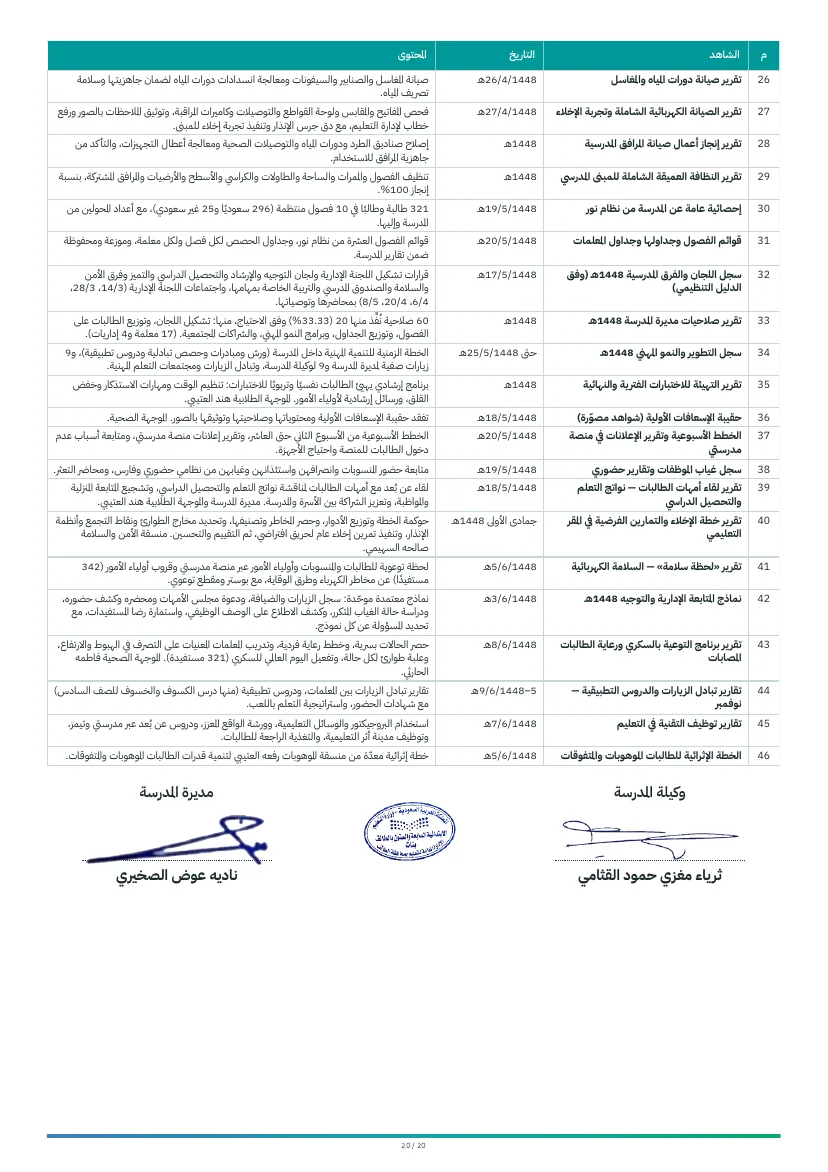 م الشاهد التاريخ المحتوى
26 تقرير صيانة دورات المياه والمغاسل 26/4/1448هـ صيانة المغاسل والصنابير والسيفونات ومعالجة انسدادات دورات المياه لضمان جاهزيتها وسلامة
تصريف المياه.
27 تقرير الصيانة الكهربائية الشاملة وتجربة الإخلاء 27/4/1448هـ فحص المفاتيح والمقابس ولوحة القواطع والتوصيلات وكاميرات المراقبة، وتوثيق الملاحظات بالصور ورفع
خطاب لإدارة التعليم، مع دق جرس الإنذار وتنفيذ تجربة إخلاء للمبنى.
28 تقرير إنجاز أعمال صيانة المرافق المدرسية 1448هـ إصلاح صناديق الطرد ودورات المياه والتوصيلات الصحية ومعالجة أعطال التجهيزات، والتأكد من
جاهزية المرافق للاستخدام.
29 تقرير النظافة العميقة الشاملة للمبنى المدرسي 1448هـ تنظيف الفصول والممرات والساحة والطاولات والكراسي والأسطح والأرضيات والمرافق المشتركة، بنسبة
إنجاز 100%.
30 إحصائية عامة عن المدرسة من نظام نور 19/5/1448هـ 321 طالبة وطالبًا في 10 فصول منتظمة (296 سعوديًا و25 غير سعودي)، مع أعداد المحولين من
المدرسة وإليها.
31 قوائم الفصول وجداولها وجداول المعلمات 20/5/1448هـ قوائم الفصول العشرة من نظام نور، وجداول الحصص لكل فصل ولكل معلمة، وموزعة ومحفوظة
ضمن تقارير المدرسة.
32 سجل اللجان والفرق المدرسية 1448هـ (وفق 17/5/1448هـ قرارات تشكيل اللجنة الإدارية ولجان التوجيه والإرشاد والتحصيل الدراسي والتميز وفرق الأمن
الدليل التنظيمي) والسلامة والصندوق المدرسي والتربية الخاصة بمهامها، واجتماعات اللجنة الإدارية (14/3، 28/3،
6/4، 20/4، 8/5) بمحاضرها وتوصياتها.
33 تقرير صلاحيات مديرة المدرسة 1448هـ 1448هـ 60 صلاحية نُفّذ منها 20 (33.33%) وفق الاحتياج، منها: تشكيل اللجان، وتوزيع الطالبات على
الفصول، وتوزيع الجداول، وبرامج النمو المهني، والشراكات المجتمعية. (17 معلمة و4 إداريات).
34 سجل التطوير والنمو المهني 1448هـ حتى 25/5/1448هـ الخطة الزمنية للتنمية المهنية داخل المدرسة (ورش ومبادرات وحصص تبادلية ودروس تطبيقية)، و9
زيارات صفية لمديرة المدرسة و9 لوكيلة المدرسة، وتبادل الزيارات ومجتمعات التعلم المهنية.
35 تقرير التهيئة للاختبارات الفترية والنهائية 1448هـ برنامج إرشادي يهيئ الطالبات نفسيًا وتربويًا للاختبارات: تنظيم الوقت ومهارات الاستذكار وخفض
القلق، ورسائل إرشادية لأولياء الأمور. الموجهة الطلابية هند العتيبي.
36 حقيبة الإسعافات الأولية (شواهد مصوّرة) 18/5/1448هـ تفقد حقيبة الإسعافات الأولية ومحتوياتها وصلاحيتها وتوثيقها بالصور. الموجهة الصحية.
37 الخطط الأسبوعية وتقرير الإعلانات في منصة 20/5/1448هـ الخطط الأسبوعية من الأسبوع الثاني حتى العاشر، وتقرير إعلانات منصة مدرستي، ومتابعة أسباب عدم
مدرستي دخول الطالبات للمنصة واحتياج الأجهزة.
38 سجل غياب الموظفات وتقارير حضوري 19/5/1448هـ متابعة حضور المنسوبات وانصرافهن واستئذانهن وغيابهن من نظامي حضوري وفارس، ومحاضر التعثر.
39 تقرير لقاء أمهات الطالبات — نواتج التعلم 18/5/1448هـ لقاء عن بُعد مع أمهات الطالبات لمناقشة نواتج التعلم والتحصيل الدراسي، وتشجيع المتابعة المنزلية
والتحصيل الدراسي والمواظبة، وتعزيز الشراكة بين الأسرة والمدرسة. مديرة المدرسة والموجهة الطلابية هند العتيبي.
40 تقرير خطة الإخلاء والتمارين الفرضية في المقر جمادى الأولى 1448هـ حوكمة الخطة وتوزيع الأدوار، وحصر المخاطر وتصنيفها، وتحديد مخارج الطوارئ ونقاط التجمع وأنظمة
التعليمي الإنذار، وتنفيذ تمرين إخلاء عام لحريق افتراضي، ثم التقييم والتحسين. منسقة الأمن والسلامة
صالحه السهيمي.
41 تقرير «لحظة سلامة» — السلامة الكهربائية 5/6/1448هـ لحظة توعوية للطالبات والمنسوبات وأولياء الأمور عبر منصة مدرستي وقروب أولياء الأمور (342
مستفيدًا) عن مخاطر الكهرباء وطرق الوقاية، مع بوستر ومقطع توعوي.
42 نماذج المتابعة الإدارية والتوجيه 1448هـ 3/6/1448هـ نماذج معتمدة موحّدة: سجل الزيارات والضيافة، ودعوة مجلس الأمهات ومحضره وكشف حضوره،
ودراسة حالة الغياب المتكرر، وكشف الاطلاع على الوصف الوظيفي، واستمارة رضا المستفيدات، مع
تحديد المسؤولة عن كل نموذج.
43 تقرير برنامج التوعية بالسكري ورعاية الطالبات 8/6/1448هـ حصر الحالات بسرية، وخطط رعاية فردية، وتدريب المعلمات المعنيات على التصرف في الهبوط والارتفاع،
المصابات وعلبة طوارئ لكل حالة، وتفعيل اليوم العالمي للسكري (321 مستفيدة). الموجهة الصحية فاطمه
الحارثي.
44 تقارير تبادل الزيارات والدروس التطبيقية — 5–9/6/1448هـ تقارير تبادل الزيارات بين المعلمات، ودروس تطبيقية (منها درس الكسوف والخسوف للصف السادس)
نوفمبر مع شهادات الحضور، واستراتيجية التعلم باللعب.
45 تقارير توظيف التقنية في التعليم 7/6/1448هـ استخدام البروجيكتور والوسائل التعليمية، وورشة الواقع المعزز، ودروس عن بُعد عبر مدرستي وتيمز،
وتوظيف مدينة أثر التعليمية، والتغذية الراجعة للطالبات.
46 الخطة الإثرائية للطالبات الموهوبات والمتفوقات 5/6/1448هـ خطة إثرائية معدّة من منسقة الموهوبات رفعه العتيبي لتنمية قدرات الطالبات الموهوبات والمتفوقات.
وكيلة المدرسة مديرة المدرسة
ثرياء مغزي حمود القثامي ناديه عوض الصخيري
20 / 20